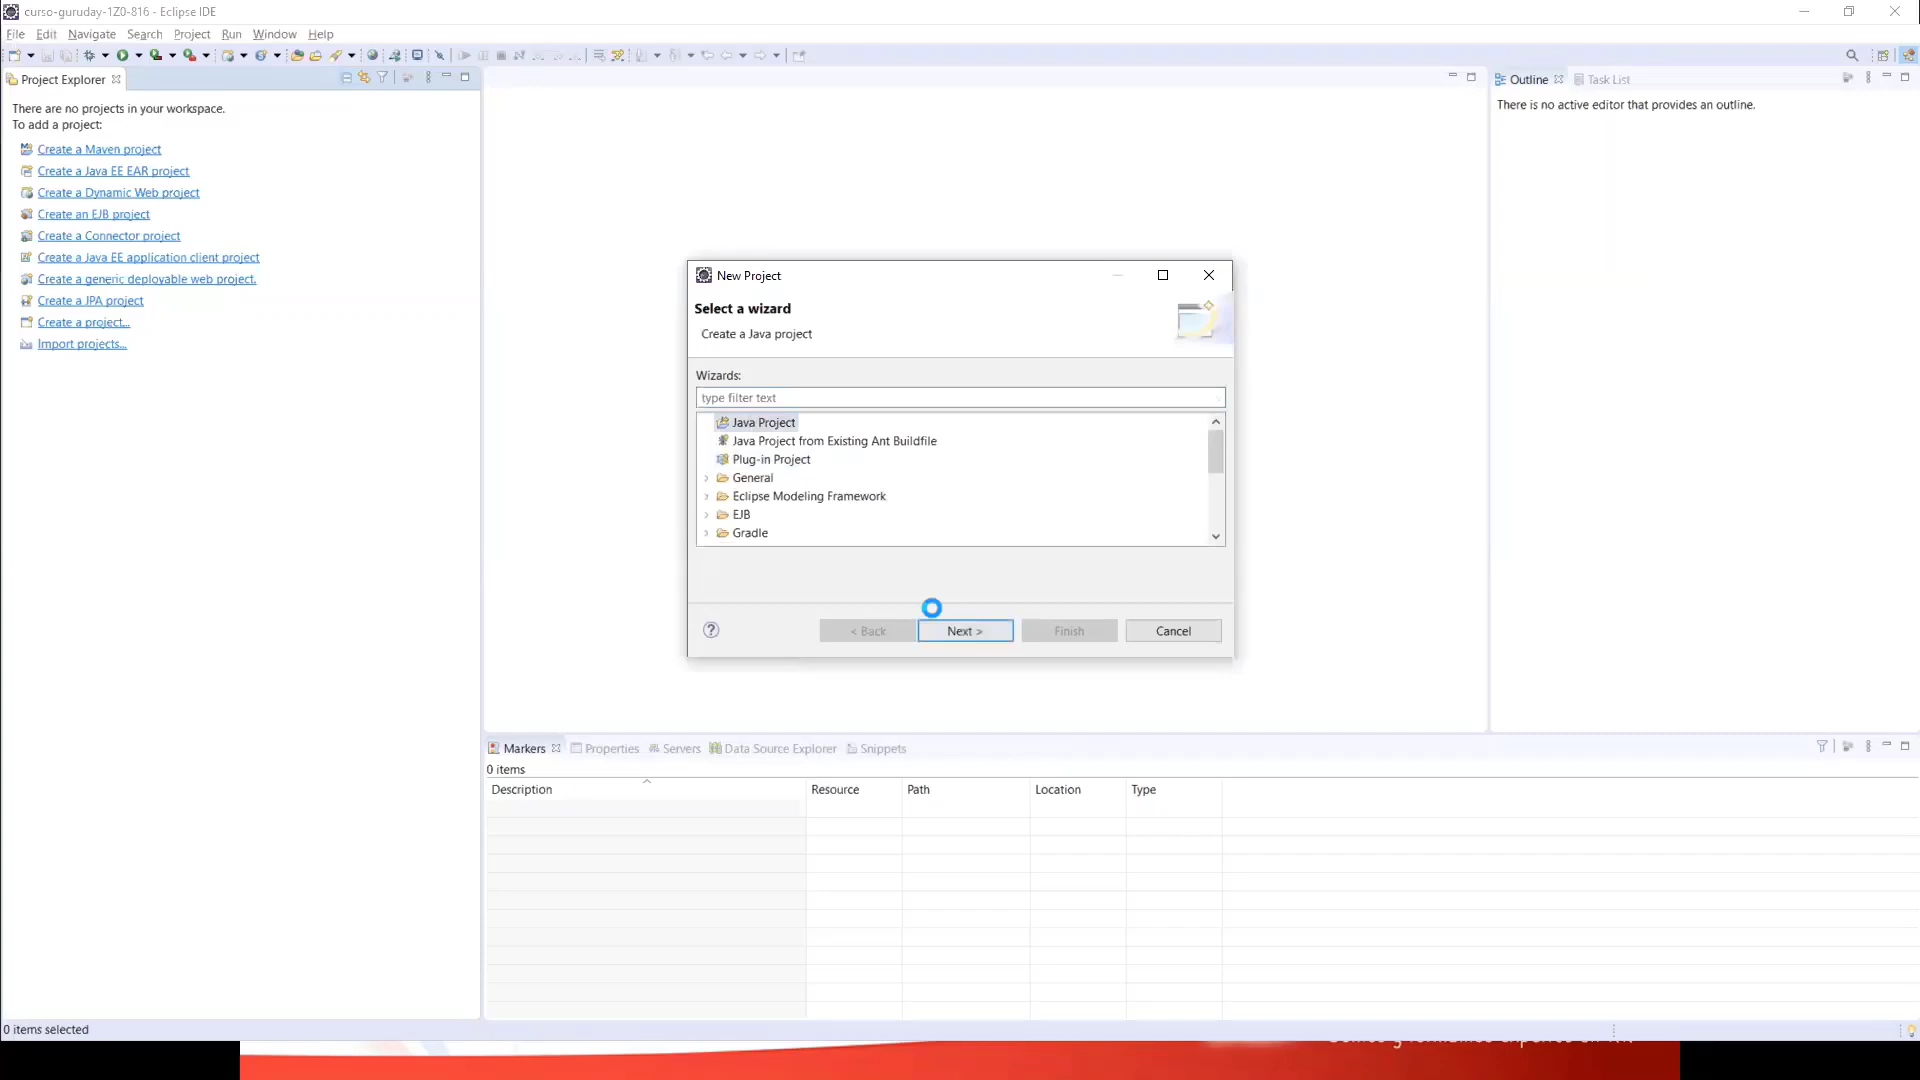 curso-guruday-1Z0-816 - Eclipse IDE
File Edit Navigate Search Project Run Window Help
Project Explorer
There are no projects in your workspace.
To add a project:
Create a Maven project
Create a Java EE EAR project
Create a Dynamic Web project
Create an EJB project
Create a Connector project
Create a Java EE application client project
Create a generic deployable web project.
Create a JPA project
Create a project...
Import projects...
Outline Task List
There is no active editor that provides an outline.
New Project
Select a wizard
Create a Java project
Wizards:
type filter text
Java Project
Java Project from Existing Ant Buildfile
Plug-in Project
General
Eclipse Modeling Framework
EJB
Gradle
< Back Next > Finish Cancel
Markers Properties Servers Data Source Explorer Snippets
0 items
Description Resource Path Location Type
0 items selected